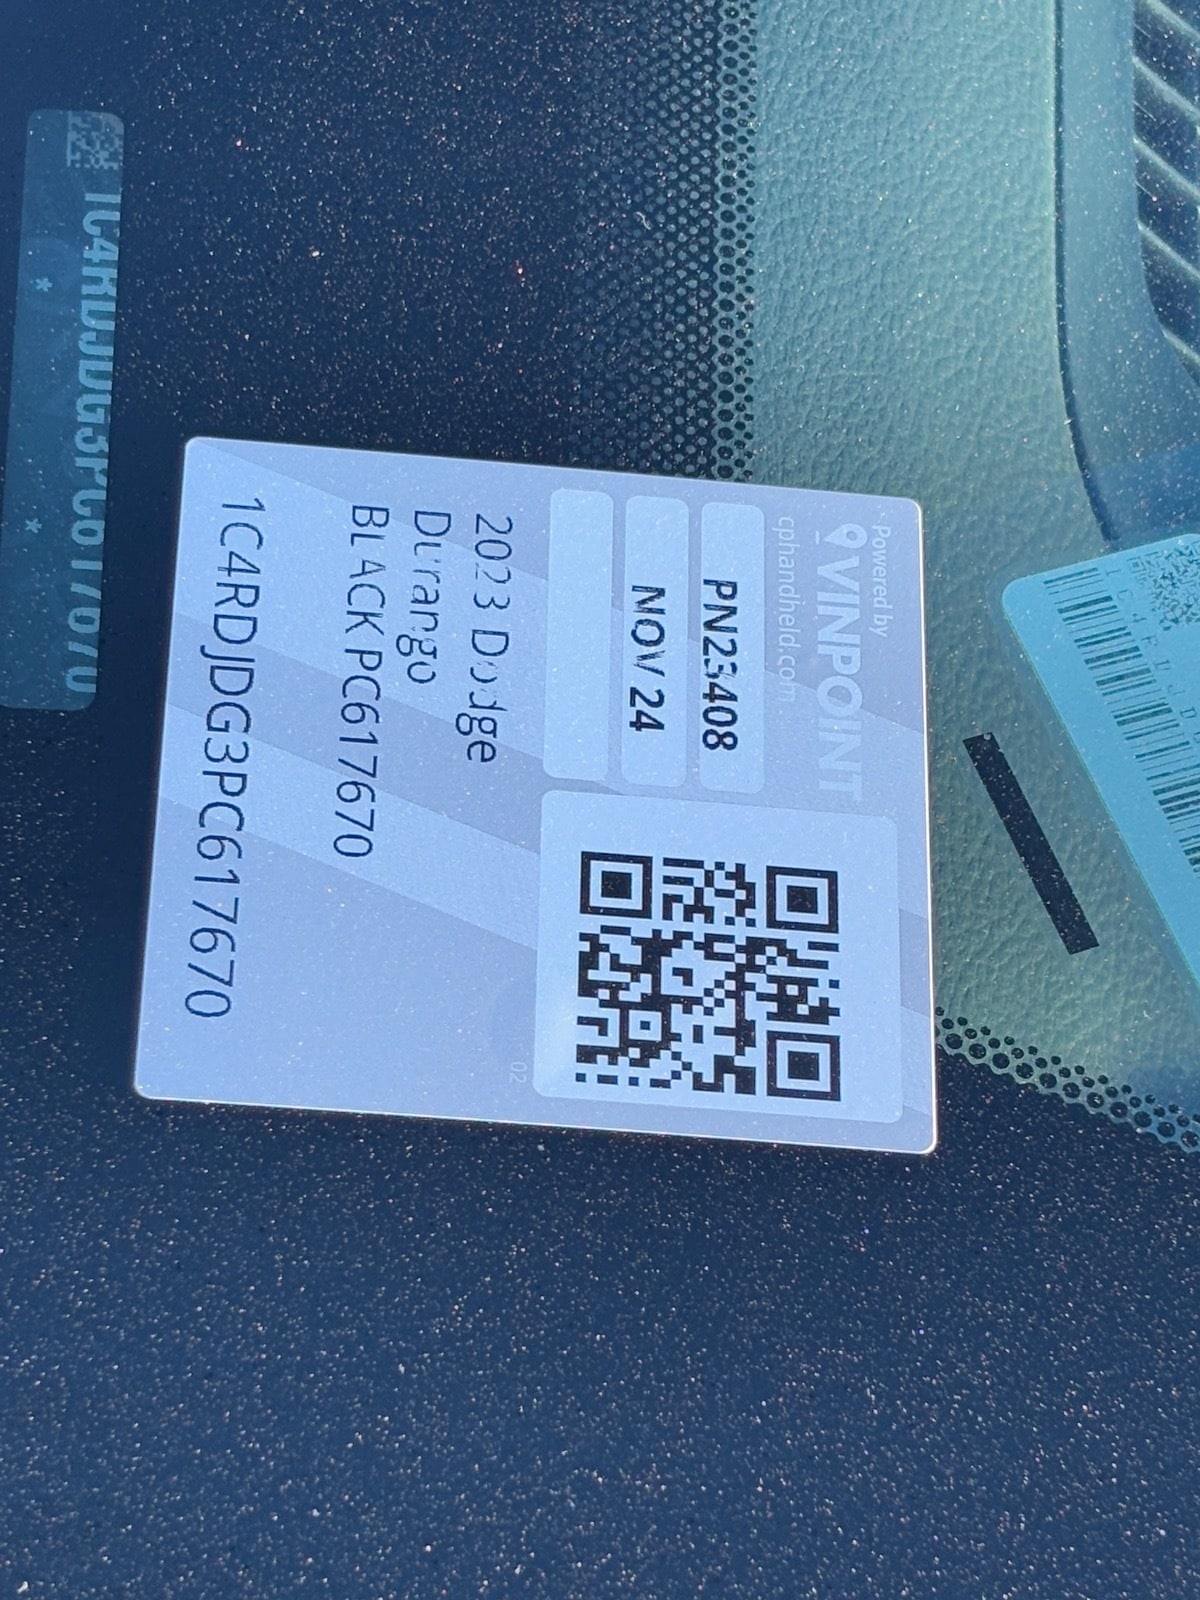 Powered by
VINPOINT
cphandheld.com
PN23408
NOV 24
2023 Dodge
Durango
BLACK PC617670
1C4RDJDG3PC617670
02
1C4RDJDG3PC617670
* *